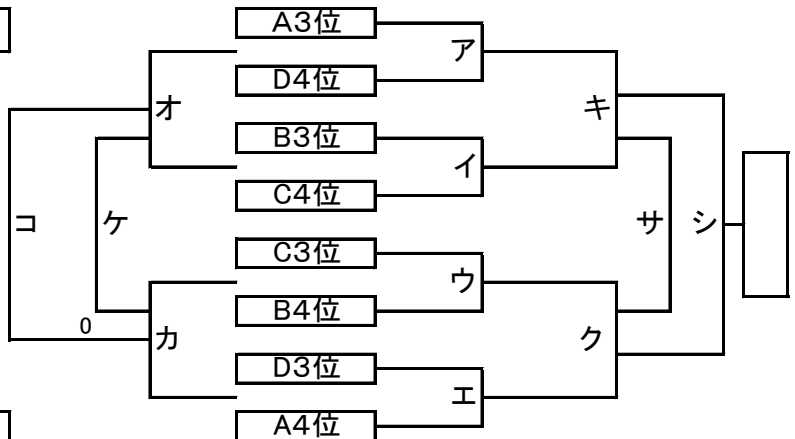 A3位
ア
D4位
オ
キ
B3位
イ
C4位
コ
ケ
サ
シ
C3位
ウ
B4位
0
カ
ク
D3位
エ
A4位